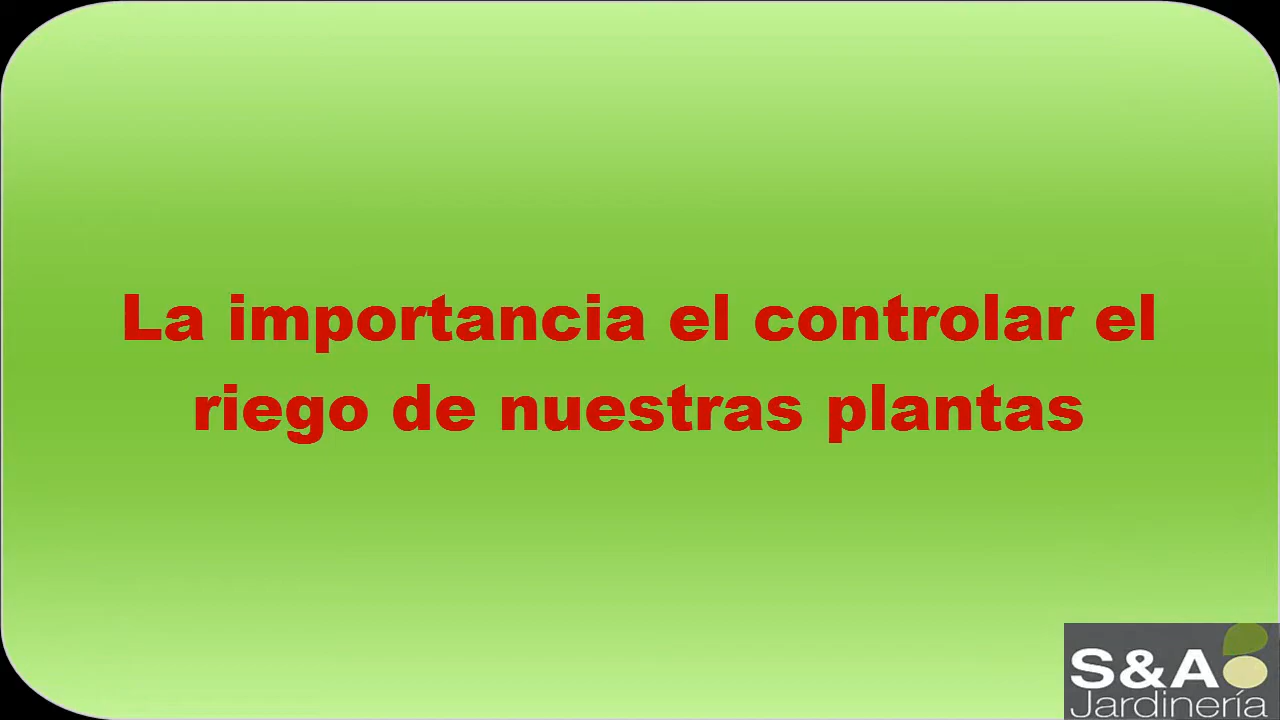 La importancia el controlar el
riego de nuestras plantas
S&A
Jardinería